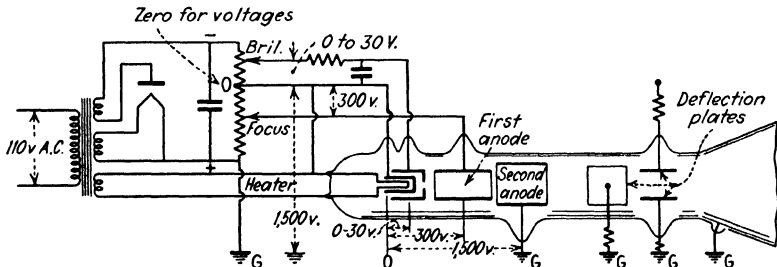 Zero for voltages
−
Bril.
0 to 30 V.
0
300 v.
Focus
110 v A.C.
+
Heater
1,500 v.
First
anode
Second
anode
Deflection
plates
0-30 v.
300 v.
1,500 v.
0
G
G
G
G
G
G